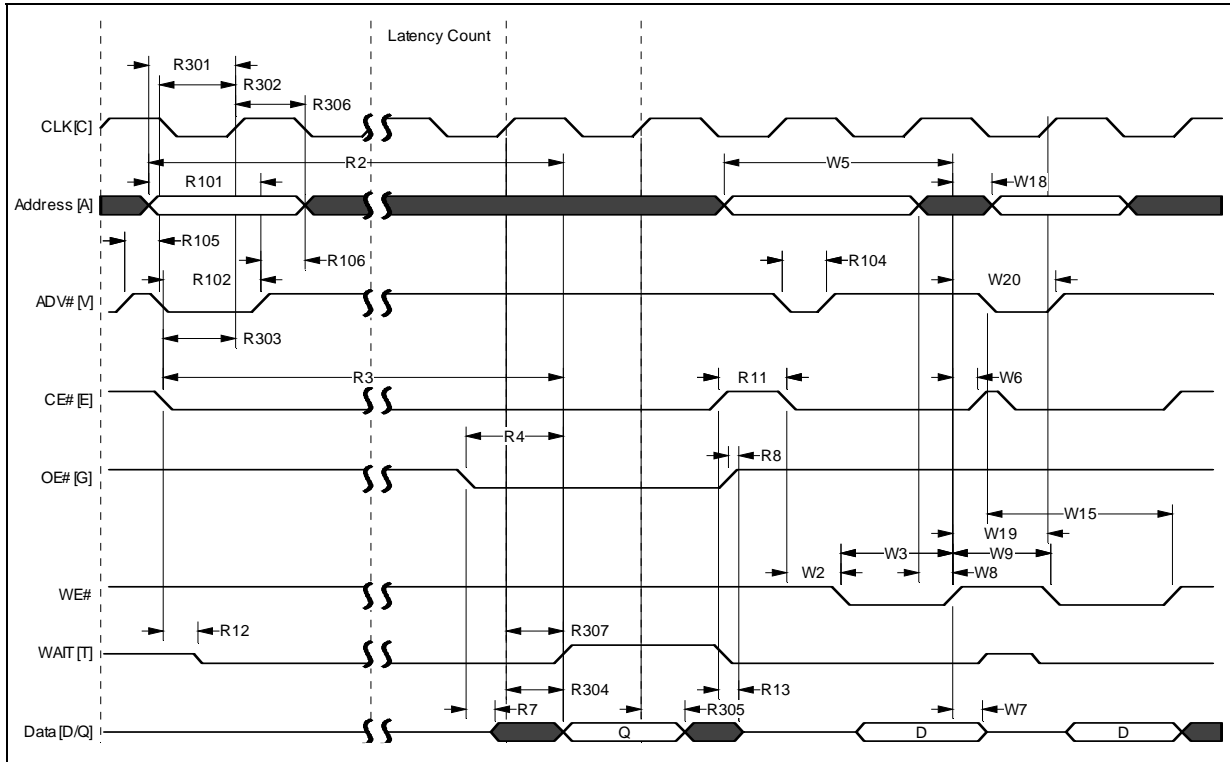 Latency Count
R301
R302
R306
CLK[C]
R2
W5
R101
W18
Address [A]
R105
R106
R102
R104
W20
ADV# [V]
R303
R3
R11
W6
CE# [E]
R4
R8
OE# [G]
W15
W19
W3
W9
W2
W8
WE#
R12
R307
WAIT [T]
R304
R13
R7
R305
W7
Data [D/Q]
Q
D
D